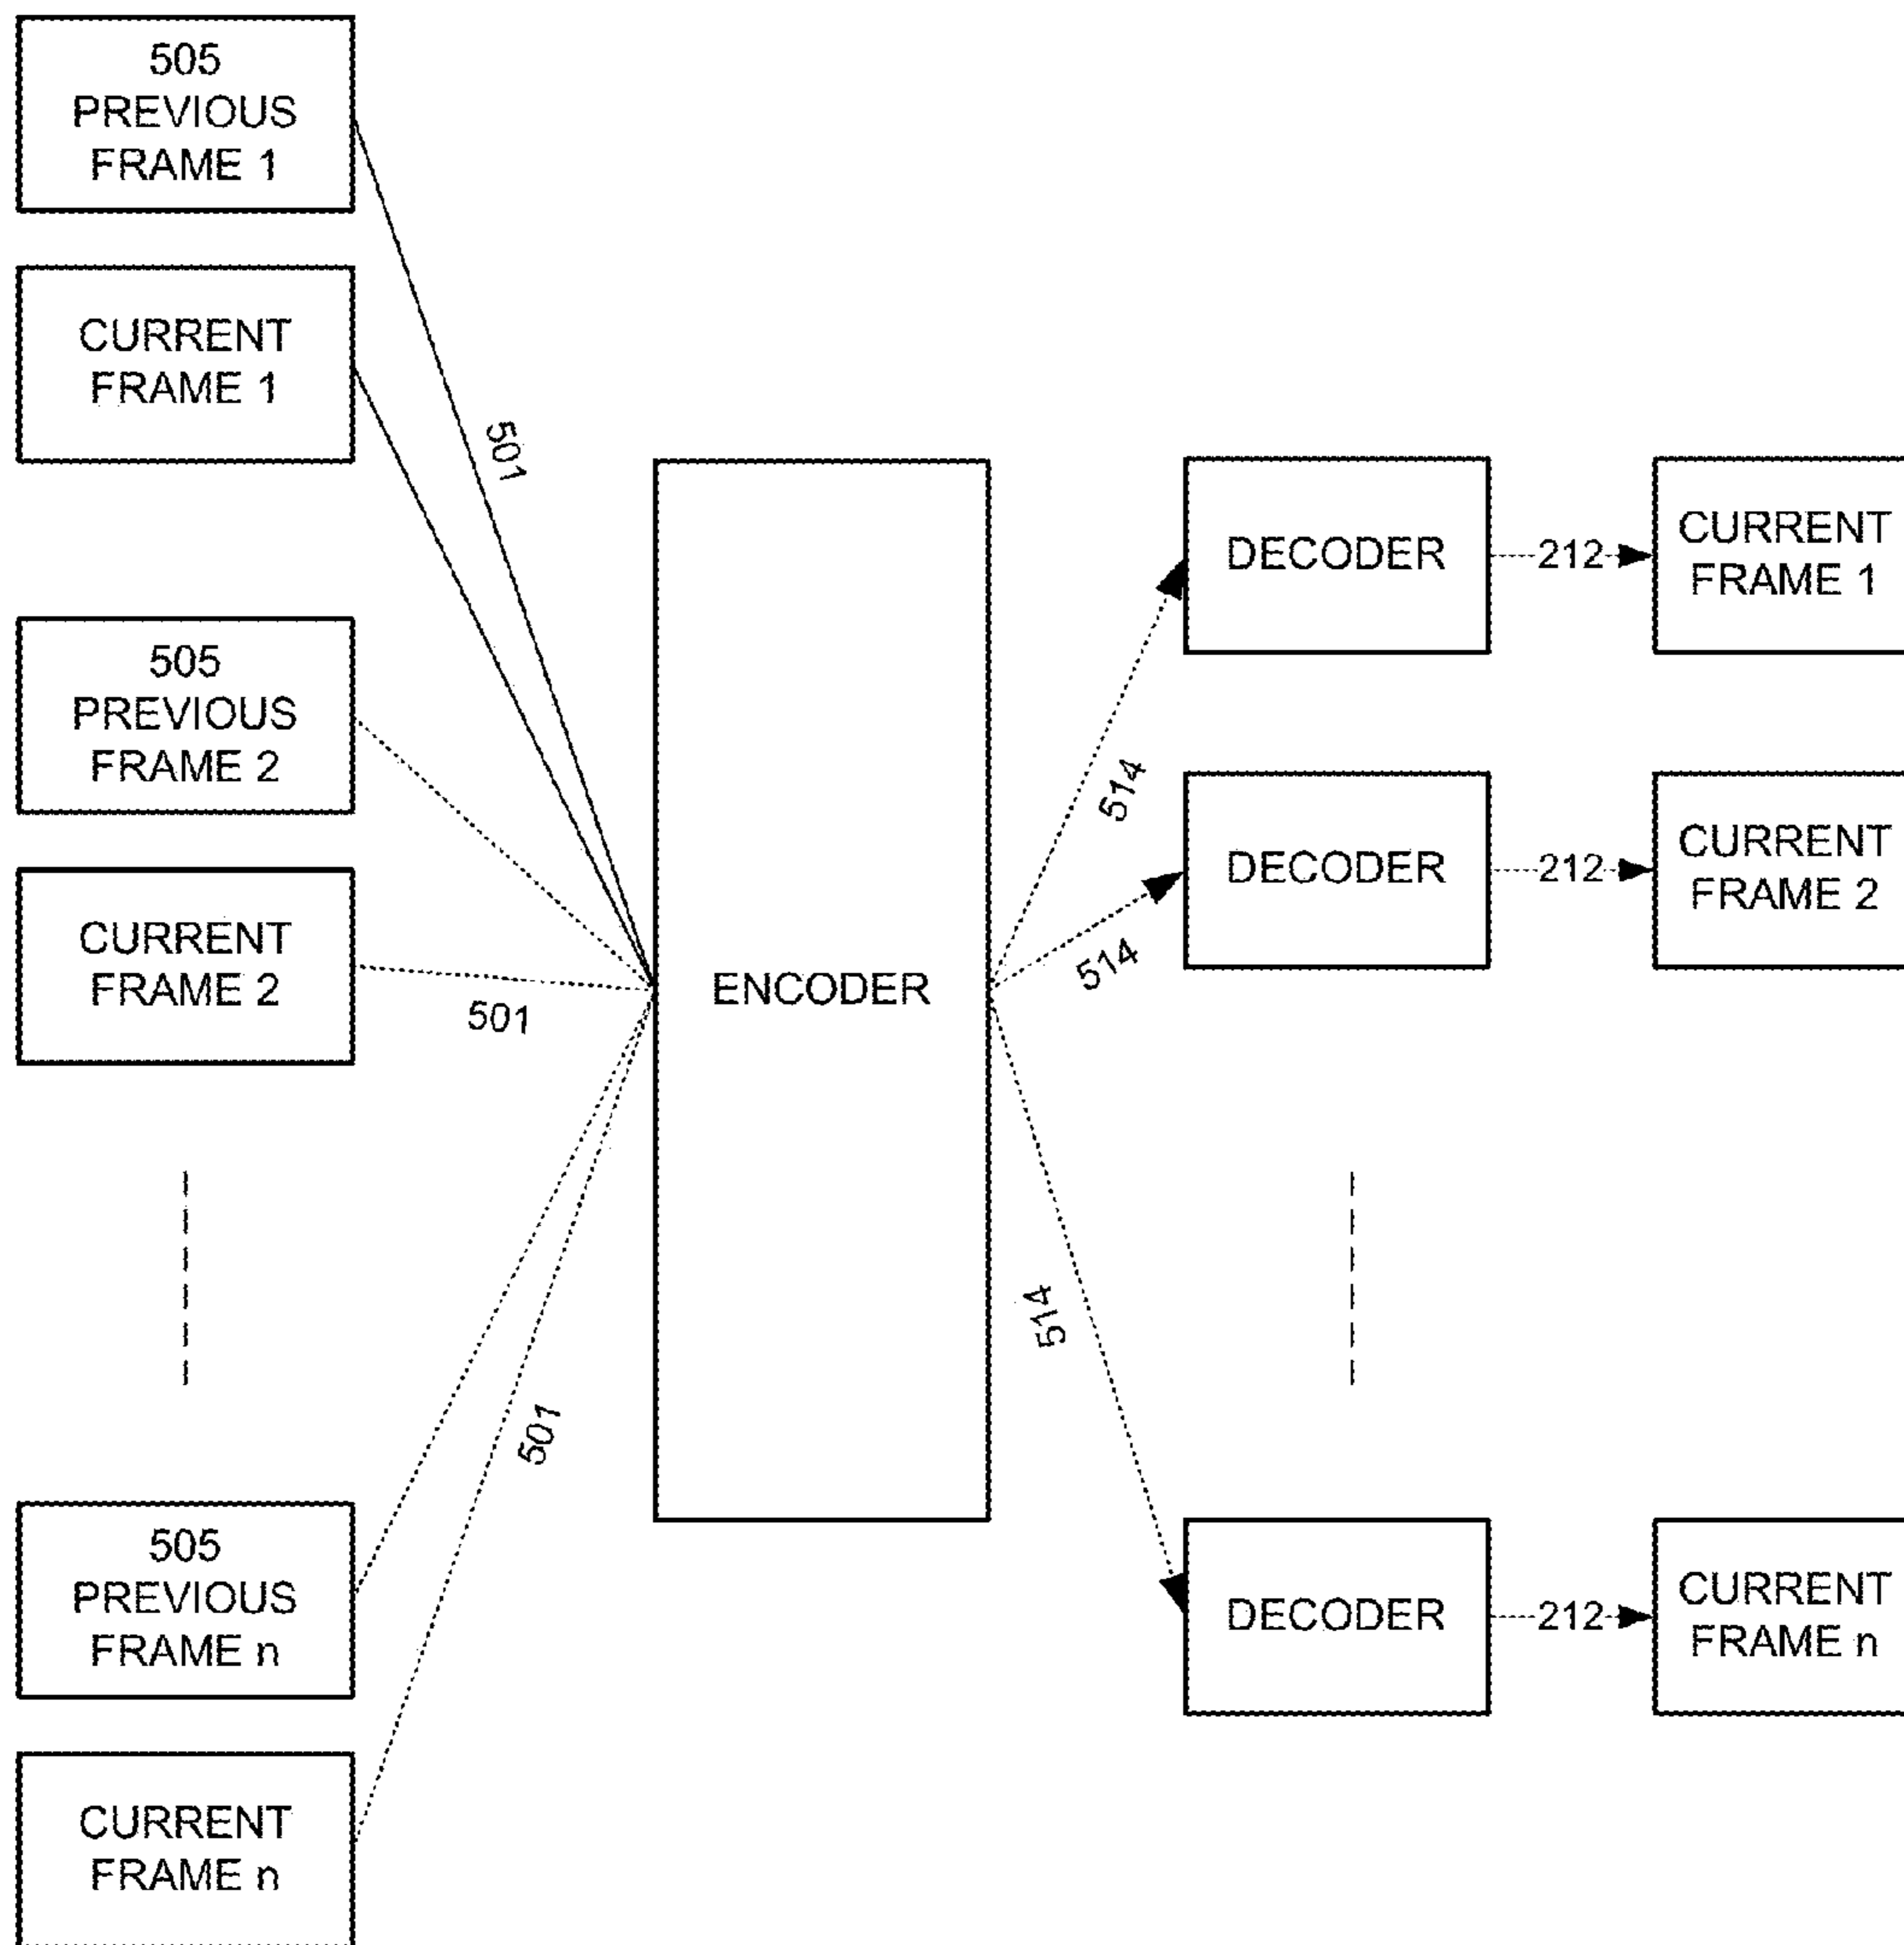 505
PREVIOUS
FRAME 1
CURRENT
FRAME 1
501
505
PREVIOUS
FRAME 2
CURRENT
FRAME 2
501
505
PREVIOUS
FRAME n
CURRENT
FRAME n
501
ENCODER
514
514
514
DECODER
212
CURRENT
FRAME 1
DECODER
212
CURRENT
FRAME 2
DECODER
212
CURRENT
FRAME n